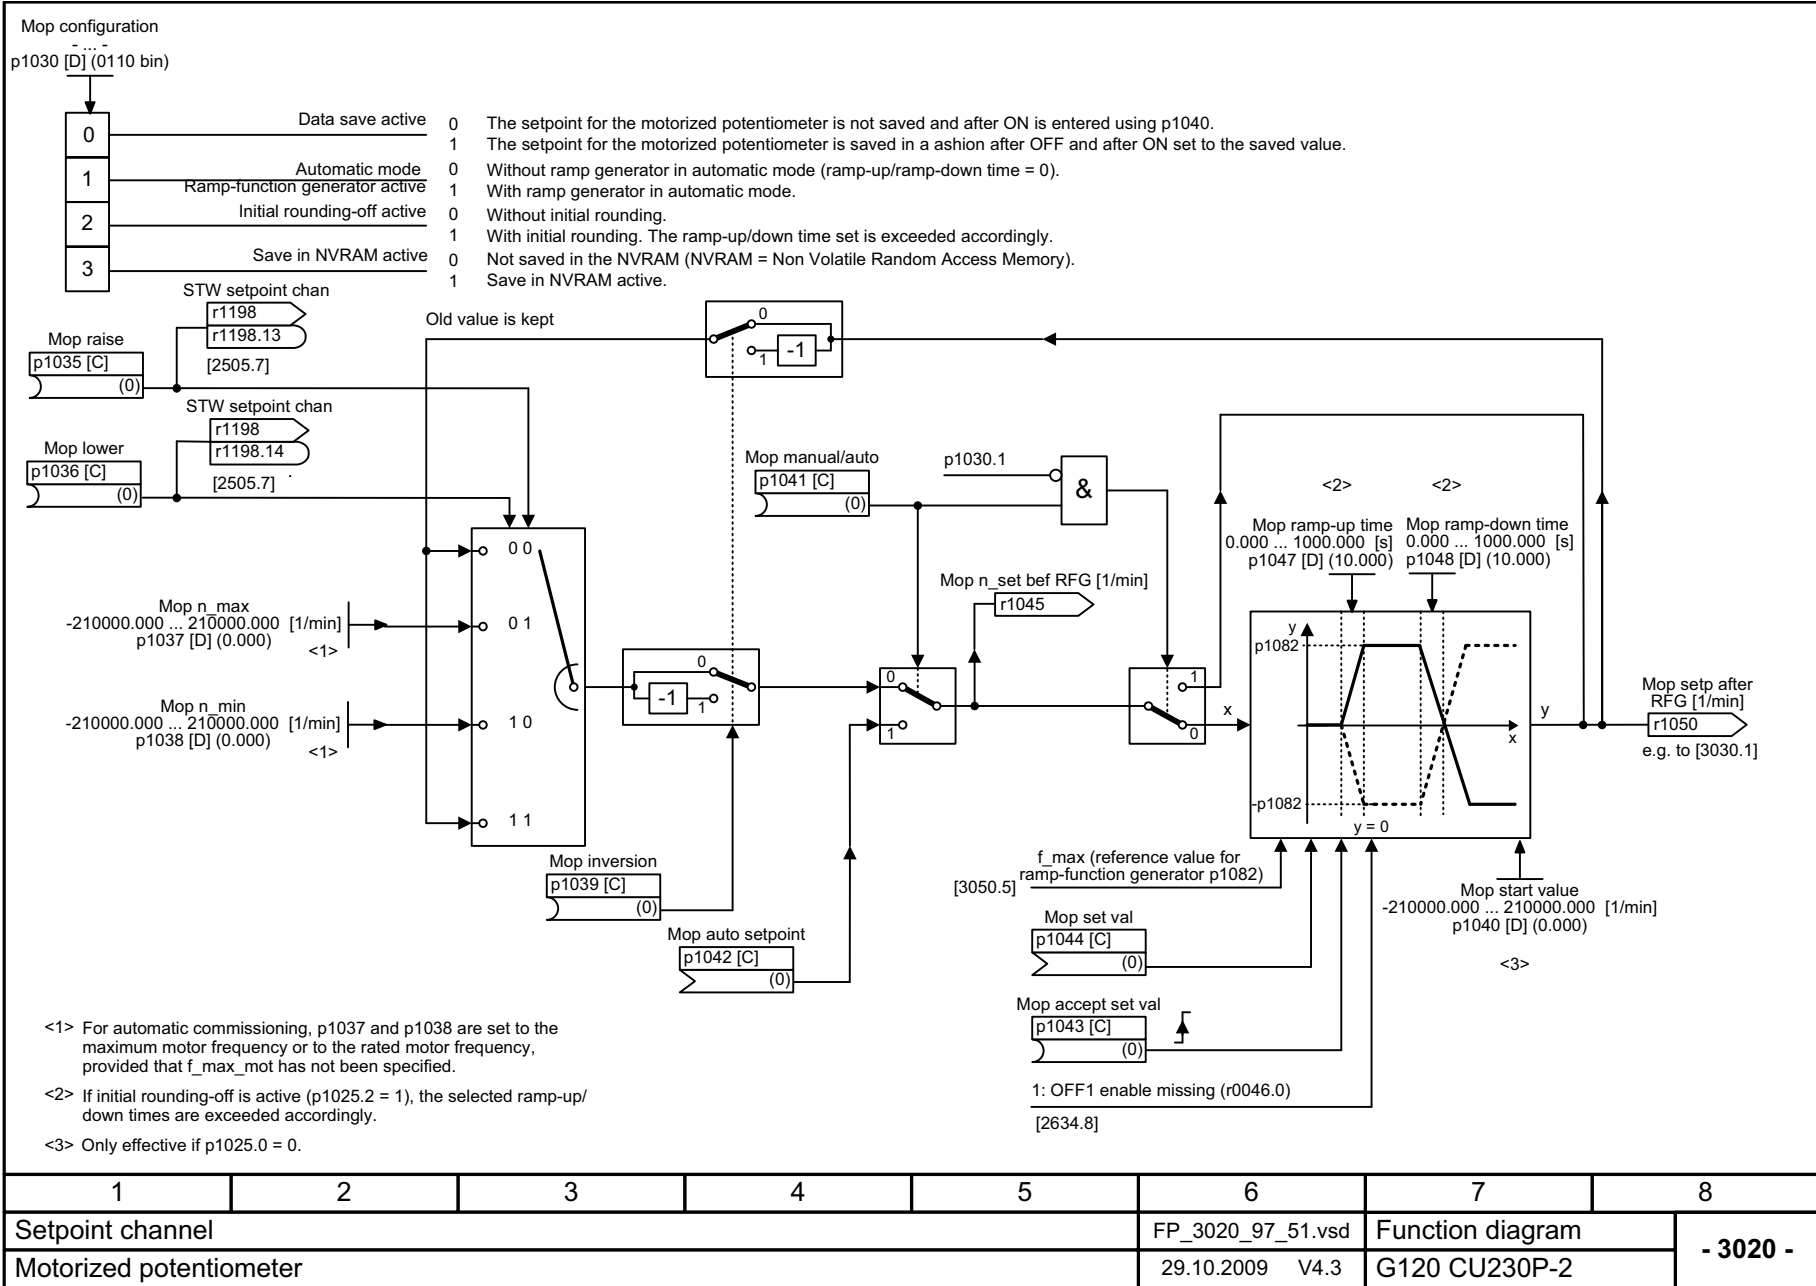 Mop configuration
- ... -
p1030 [D] (0110 bin)
0
Data save active
0 The setpoint for the motorized potentiometer is not saved and after ON is entered using p1040.
1 The setpoint for the motorized potentiometer is saved in a ashion after OFF and after ON set to the saved value.
1
Automatic mode
Ramp-function generator active
0 Without ramp generator in automatic mode (ramp-up/ramp-down time = 0).
1 With ramp generator in automatic mode.
2
Initial rounding-off active
0 Without initial rounding.
1 With initial rounding. The ramp-up/down time set is exceeded accordingly.
3
Save in NVRAM active
0 Not saved in the NVRAM (NVRAM = Non Volatile Random Access Memory).
1 Save in NVRAM active.
STW setpoint chan
r1198
r1198.13
[2505.7]
Mop raise
p1035 [C]
(0)
STW setpoint chan
r1198
r1198.14
[2505.7]
Mop lower
p1036 [C]
(0)
Old value is kept
0
1
-1
Mop manual/auto
p1041 [C]
(0)
p1030.1
&
<2>
<2>
Mop ramp-up time
0.000 ... 1000.000 [s]
p1047 [D] (10.000)
Mop ramp-down time
0.000 ... 1000.000 [s]
p1048 [D] (10.000)
0 0
0 1
1 0
1 1
Mop n_max
-210000.000 ... 210000.000 [1/min]
p1037 [D] (0.000)
<1>
Mop n_min
-210000.000 ... 210000.000 [1/min]
p1038 [D] (0.000)
<1>
0
-1
1
0
1
Mop n_set bef RFG [1/min]
r1045
1
0
x
y
p1082
x
-p1082
y = 0
y
Mop setp after
RFG [1/min]
r1050
e.g. to [3030.1]
Mop inversion
p1039 [C]
(0)
Mop auto setpoint
p1042 [C]
(0)
f_max (reference value for
ramp-function generator p1082)
[3050.5]
Mop set val
p1044 [C]
(0)
Mop accept set val
p1043 [C]
(0)
1: OFF1 enable missing (r0046.0)
[2634.8]
Mop start value
-210000.000 ... 210000.000 [1/min]
p1040 [D] (0.000)
<3>
<1> For automatic commissioning, p1037 and p1038 are set to the
maximum motor frequency or to the rated motor frequency,
provided that f_max_mot has not been specified.
<2> If initial rounding-off is active (p1025.2 = 1), the selected ramp-up/
down times are exceeded accordingly.
<3> Only effective if p1025.0 = 0.
1 2 3 4 5 6 7 8
Setpoint channel
FP_3020_97_51.vsd
Function diagram
- 3020 -
Motorized potentiometer
29.10.2009 V4.3
G120 CU230P-2